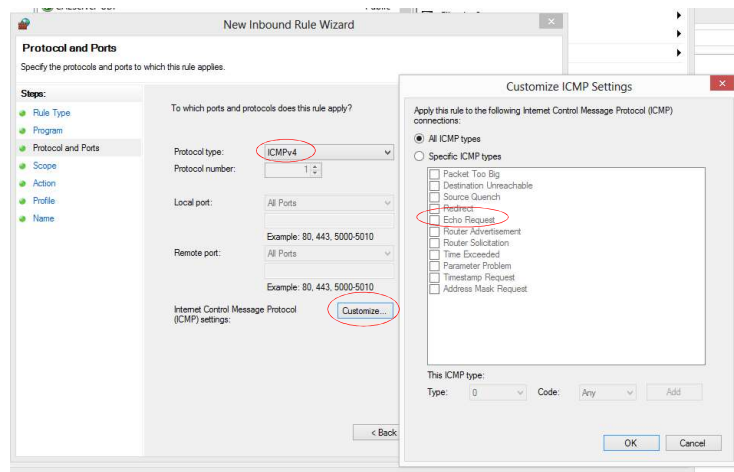 New Inbound Rule Wizard
Protocol and Ports
Specify the protocols and ports to which this rule applies.
Steps:
Rule Type
Program
Protocol and Ports
Scope
Action
Profile
Name
To which ports and protocols does this rule apply?
Protocol type: ICMPv4
Protocol number: 1
Local port: All Ports
Example: 80, 443, 5000-5010
Remote port: All Ports
Example: 80, 443, 5000-5010
Internet Control Message Protocol
(ICMP) settings:
Customize...
< Back
Customize ICMP Settings
Apply this rule to the following Internet Control Message Protocol (ICMP)
connections:
All ICMP types
Specific ICMP types
Packet Too Big
Destination Unreachable
Source Quench
Redirect
Echo Request
Router Advertisement
Router Solicitation
Time Exceeded
Parameter Problem
Timestamp Request
Address Mask Request
This ICMP type:
Type: 0 Code: Any Add
OK Cancel